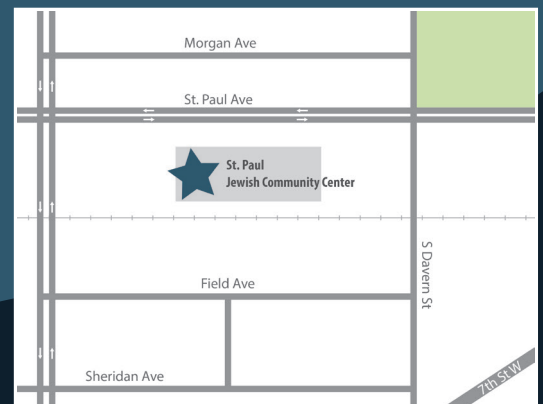 Morgan Ave
St. Paul Ave
St. Paul
Jewish Community Center
Field Ave
S Davern St
Sheridan Ave
7th St W